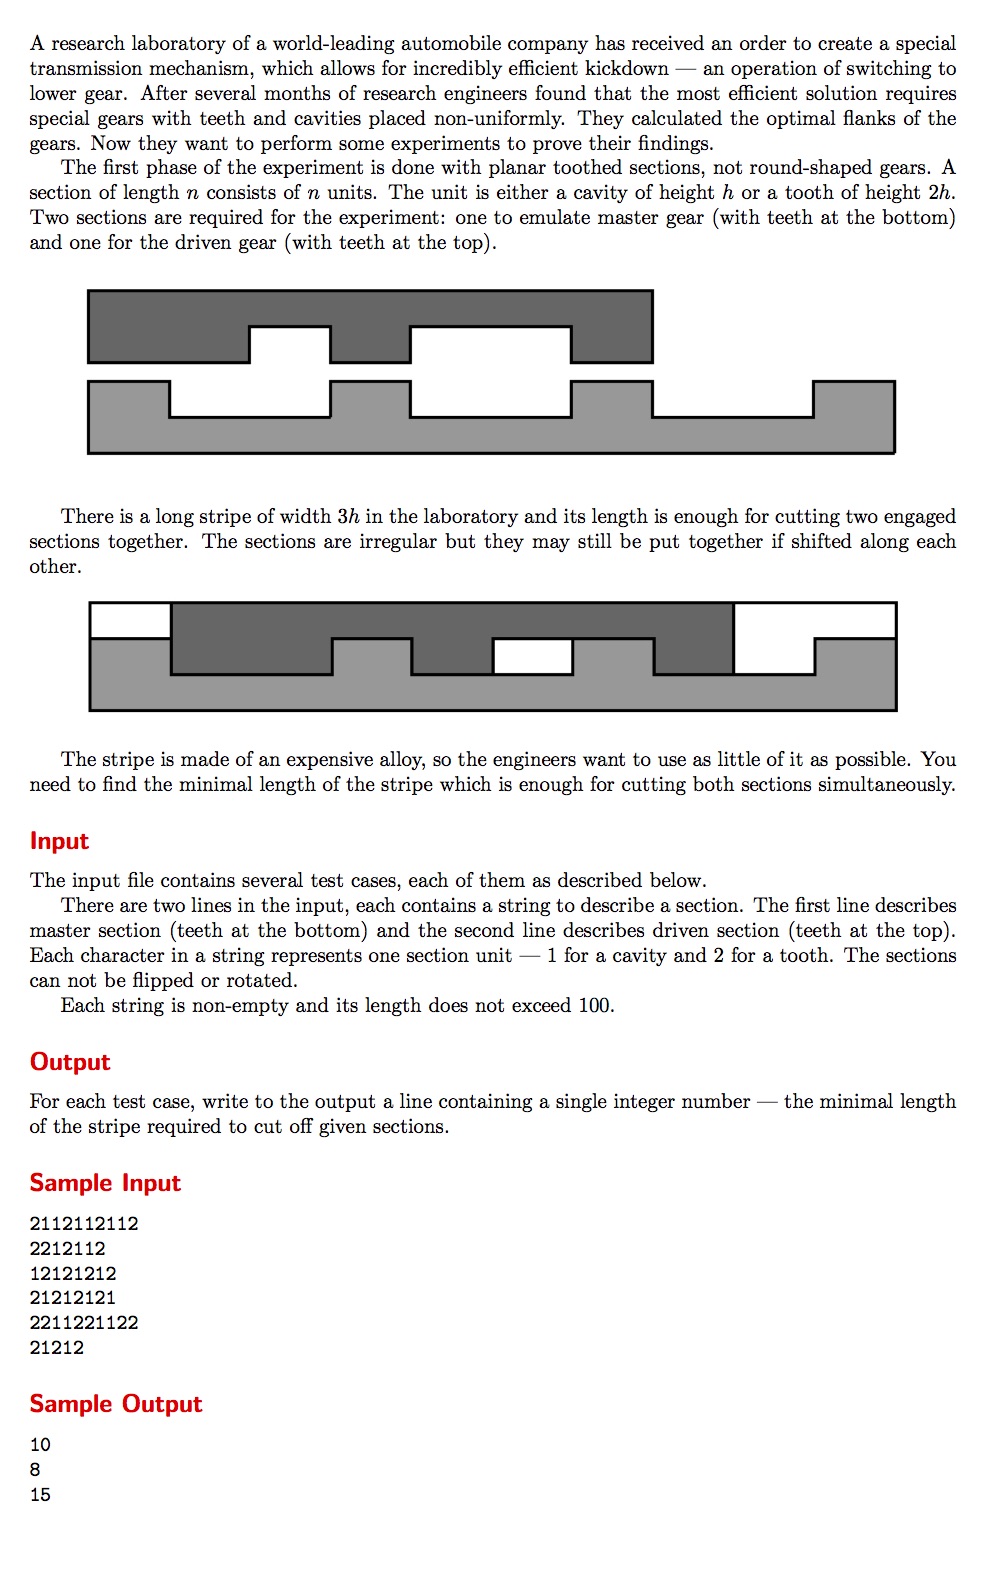 A research laboratory of a world-leading automobile company has received an order to create a special
transmission mechanism, which allows for incredibly efficient kickdown — an operation of switching to
lower gear. After several months of research engineers found that the most efficient solution requires
special gears with teeth and cavities placed non-uniformly. They calculated the optimal flanks of the
gears. Now they want to perform some experiments to prove their findings.
The first phase of the experiment is done with planar toothed sections, not round-shaped gears. A
section of length n consists of n units. The unit is either a cavity of height h or a tooth of height 2h.
Two sections are required for the experiment: one to emulate master gear (with teeth at the bottom)
and one for the driven gear (with teeth at the top).
There is a long stripe of width 3h in the laboratory and its length is enough for cutting two engaged
sections together. The sections are irregular but they may still be put together if shifted along each
other.
The stripe is made of an expensive alloy, so the engineers want to use as little of it as possible. You
need to find the minimal length of the stripe which is enough for cutting both sections simultaneously.
Input
The input file contains several test cases, each of them as described below.
There are two lines in the input, each contains a string to describe a section. The first line describes
master section (teeth at the bottom) and the second line describes driven section (teeth at the top).
Each character in a string represents one section unit — 1 for a cavity and 2 for a tooth. The sections
can not be flipped or rotated.
Each string is non-empty and its length does not exceed 100.
Output
For each test case, write to the output a line containing a single integer number — the minimal length
of the stripe required to cut off given sections.
Sample Input
2112112112
2212112
12121212
21212121
2211221122
21212
Sample Output
10
8
15